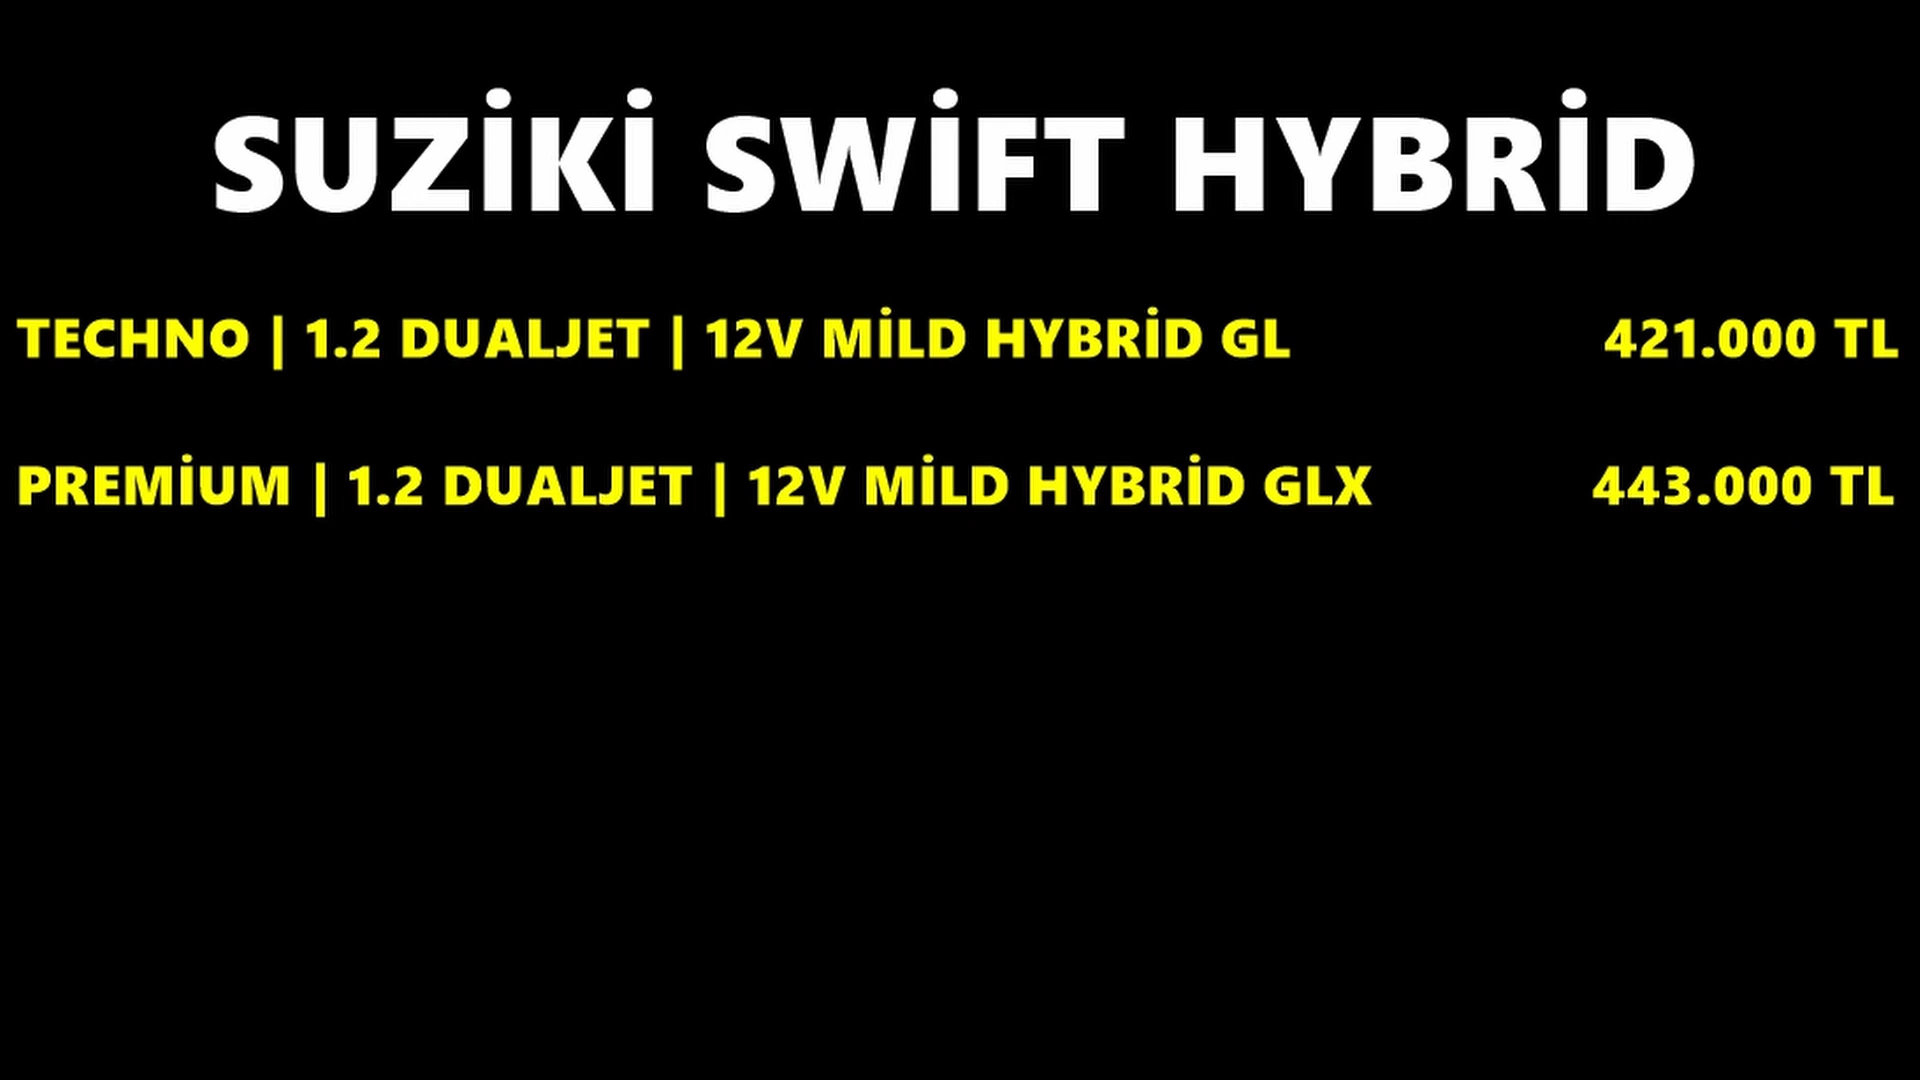 SUZİKİ SWİFT HYBRİD
TECHNO | 1.2 DUALJET | 12V MİLD HYBRİD GL 421.000 TL
PREMİUM | 1.2 DUALJET | 12V MİLD HYBRİD GLX 443.000 TL